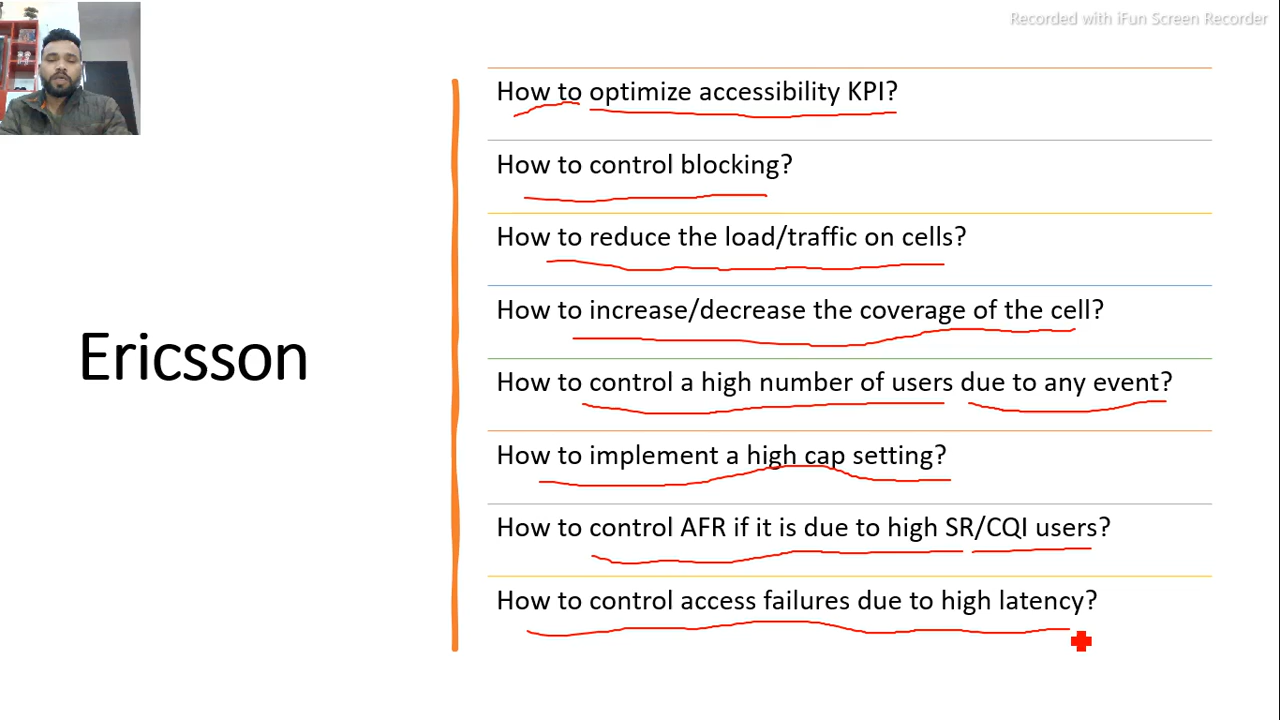 Recorded with iFun Screen Recorder
Ericsson
How to optimize accessibility KPI?
How to control blocking?
How to reduce the load/traffic on cells?
How to increase/decrease the coverage of the cell?
How to control a high number of users due to any event?
How to implement a high cap setting?
How to control AFR if it is due to high SR/CQI users?
How to control access failures due to high latency?